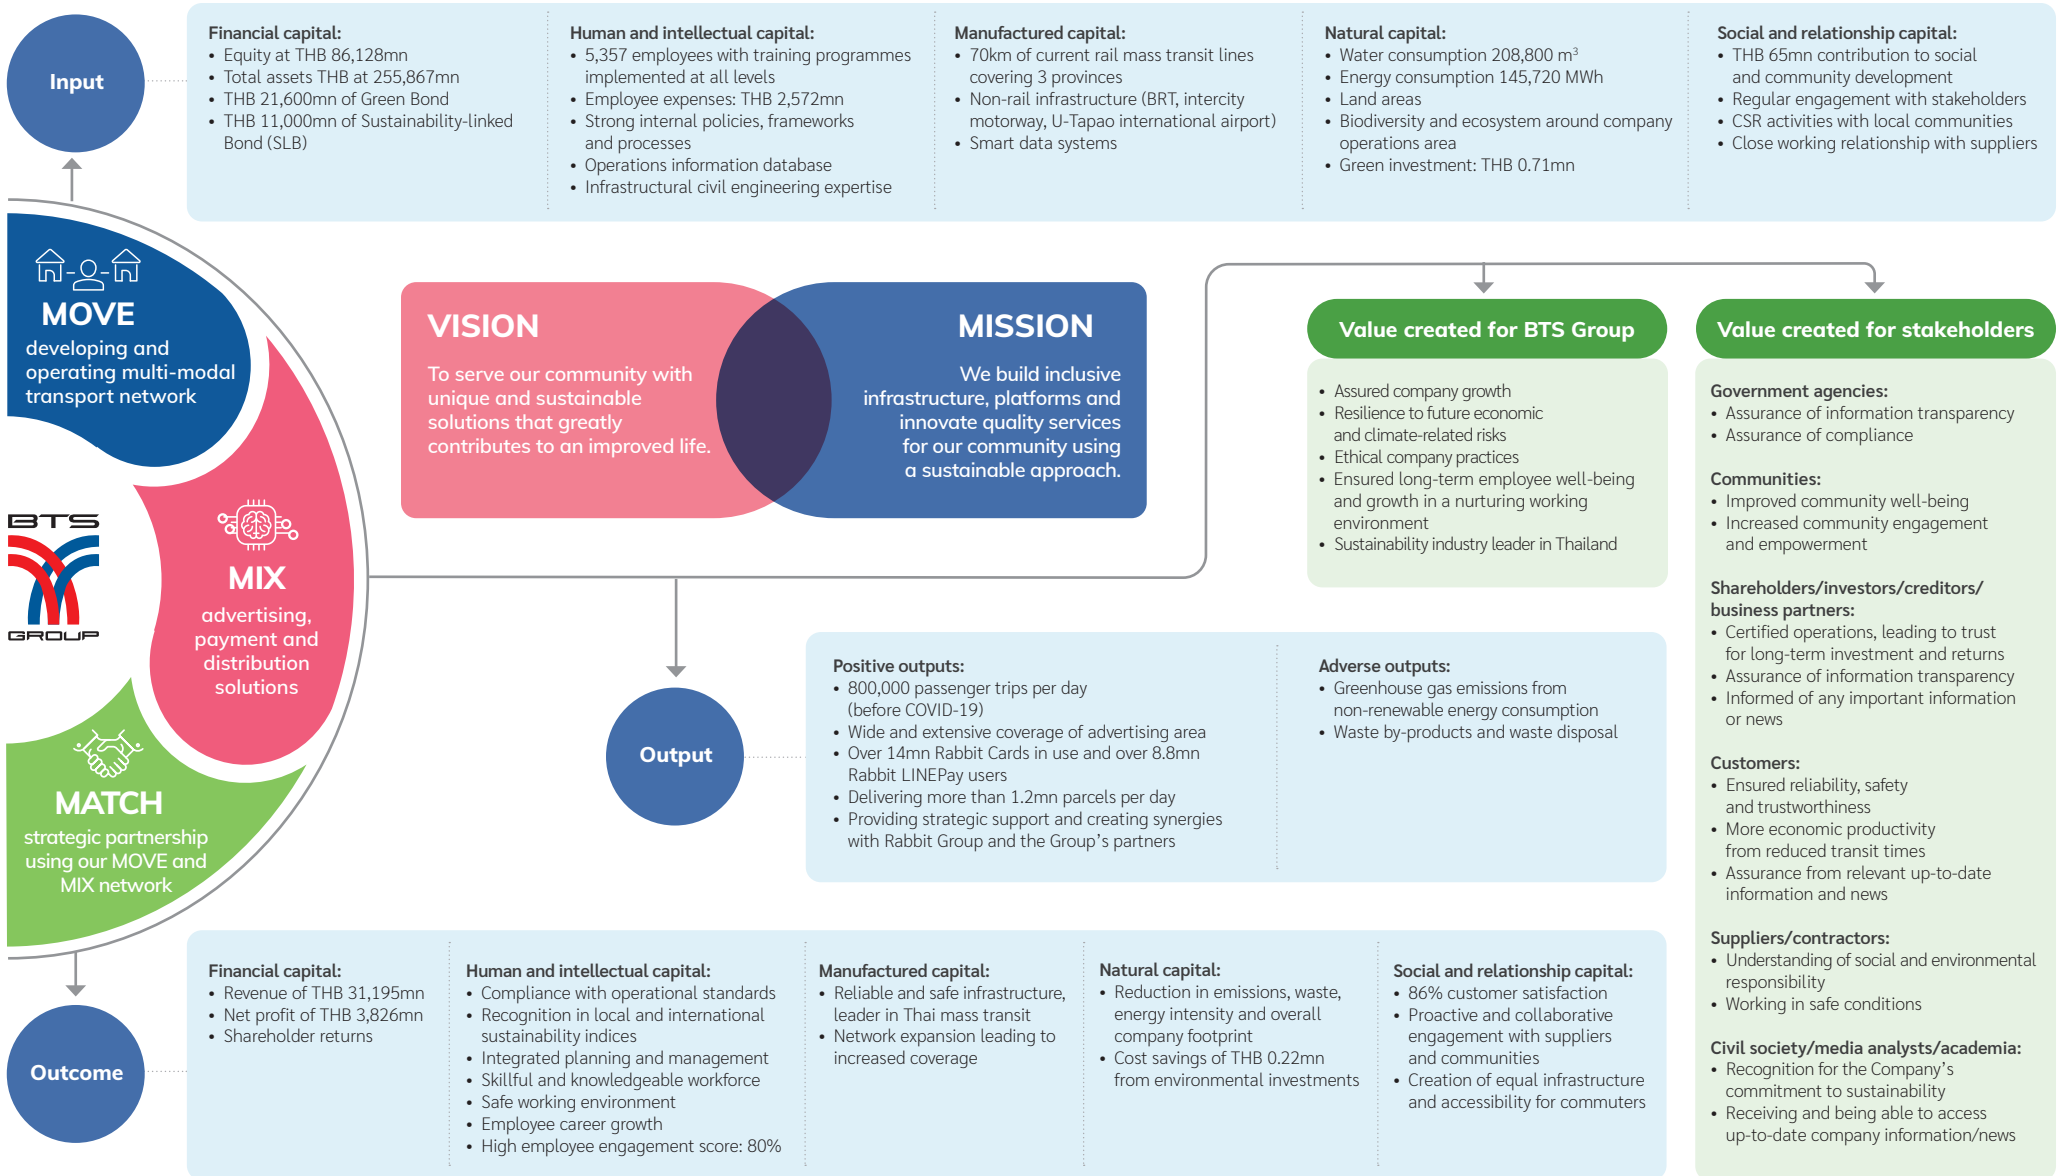 Input
Financial capital:
• Equity at THB 86,128mn
• Total assets THB at 255,867mn
• THB 21,600mn of Green Bond
• THB 11,000mn of Sustainability-linked
Bond (SLB)
Human and intellectual capital:
• 5,357 employees with training programmes
implemented at all levels
• Employee expenses: THB 2,572mn
• Strong internal policies, frameworks
and processes
• Operations information database
• Infrastructural civil engineering expertise
Manufactured capital:
• 70km of current rail mass transit lines
covering 3 provinces
• Non-rail infrastructure (BRT, intercity
motorway, U-Tapao international airport)
• Smart data systems
Natural capital:
• Water consumption 208,800 m³
• Energy consumption 145,720 MWh
• Land areas
• Biodiversity and ecosystem around company
operations area
• Green investment: THB 0.71mn
Social and relationship capital:
• THB 65mn contribution to social
and community development
• Regular engagement with stakeholders
• CSR activities with local communities
• Close working relationship with suppliers
MOVE
developing and
operating multi-modal
transport network
MIX
advertising,
payment and
distribution
solutions
MATCH
strategic partnership
using our MOVE and
MIX network
BTS
GROUP
VISION
To serve our community with
unique and sustainable
solutions that greatly
contributes to an improved life.
MISSION
We build inclusive
infrastructure, platforms and
innovate quality services
for our community using
a sustainable approach.
Value created for BTS Group
• Assured company growth
• Resilience to future economic
and climate-related risks
• Ethical company practices
• Ensured long-term employee well-being
and growth in a nurturing working
environment
• Sustainability industry leader in Thailand
Value created for stakeholders
Government agencies:
• Assurance of information transparency
• Assurance of compliance
Communities:
• Improved community well-being
• Increased community engagement
and empowerment
Shareholders/investors/creditors/
business partners:
• Certified operations, leading to trust
for long-term investment and returns
• Assurance of information transparency
• Informed of any important information
or news
Customers:
• Ensured reliability, safety
and trustworthiness
• More economic productivity
from reduced transit times
• Assurance from relevant up-to-date
information and news
Suppliers/contractors:
• Understanding of social and environmental
responsibility
• Working in safe conditions
Civil society/media analysts/academia:
• Recognition for the Company's
commitment to sustainability
• Receiving and being able to access
up-to-date company information/news
Output
Positive outputs:
• 800,000 passenger trips per day
(before COVID-19)
• Wide and extensive coverage of advertising area
• Over 14mn Rabbit Cards in use and over 8.8mn
Rabbit LINEPay users
• Delivering more than 1.2mn parcels per day
• Providing strategic support and creating synergies
with Rabbit Group and the Group's partners
Adverse outputs:
• Greenhouse gas emissions from
non-renewable energy consumption
• Waste by-products and waste disposal
Outcome
Financial capital:
• Revenue of THB 31,195mn
• Net profit of THB 3,826mn
• Shareholder returns
Human and intellectual capital:
• Compliance with operational standards
• Recognition in local and international
sustainability indices
• Integrated planning and management
• Skillful and knowledgeable workforce
• Safe working environment
• Employee career growth
• High employee engagement score: 80%
Manufactured capital:
• Reliable and safe infrastructure,
leader in Thai mass transit
• Network expansion leading to
increased coverage
Natural capital:
• Reduction in emissions, waste,
energy intensity and overall
company footprint
• Cost savings of THB 0.22mn
from environmental investments
Social and relationship capital:
• 86% customer satisfaction
• Proactive and collaborative
engagement with suppliers
and communities
• Creation of equal infrastructure
and accessibility for commuters